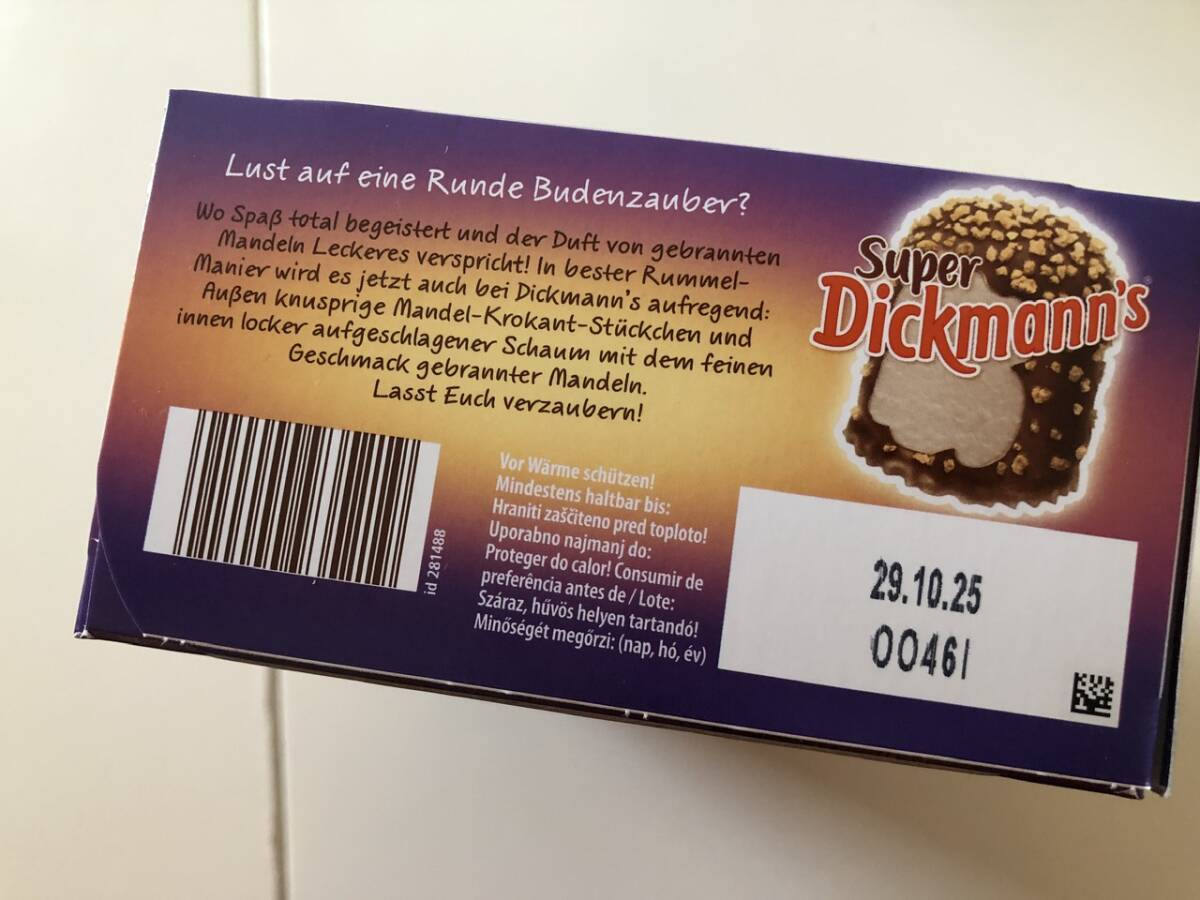 Lust auf eine Runde Budenzauber?
Wo Spaß total begeistert und der Duft von gebrannten
Mandeln Leckeres verspricht! In bester Rummel-
Manier wird es jetzt auch bei Dickmann's aufregend:
Außen knusprige Mandel-Krokant-Stückchen und
innen locker aufgeschlagener Schaum mit dem feinen
Geschmack gebrannter Mandeln.
Lasst Euch verzaubern!
Super
Dickmann's
id 281488
Vor Wärme schützen!
Mindestens haltbar bis:
Hraniti zaščiteno pred toploto!
Uporabno najmanj do:
Proteger do calor! Consumir de
preferência antes de / Lote:
Száraz, hűvös helyen tartandó!
Minőségét megőrzi: (nap, hó, év)
29.10.25
00461